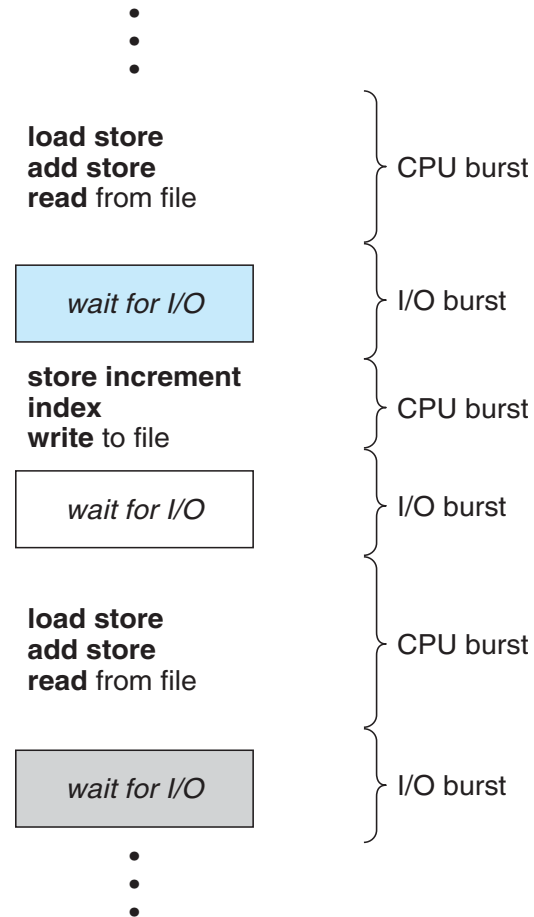 load store
add store
read from file
CPU burst
wait for I/O
I/O burst
store increment
index
write to file
CPU burst
wait for I/O
I/O burst
load store
add store
read from file
CPU burst
wait for I/O
I/O burst